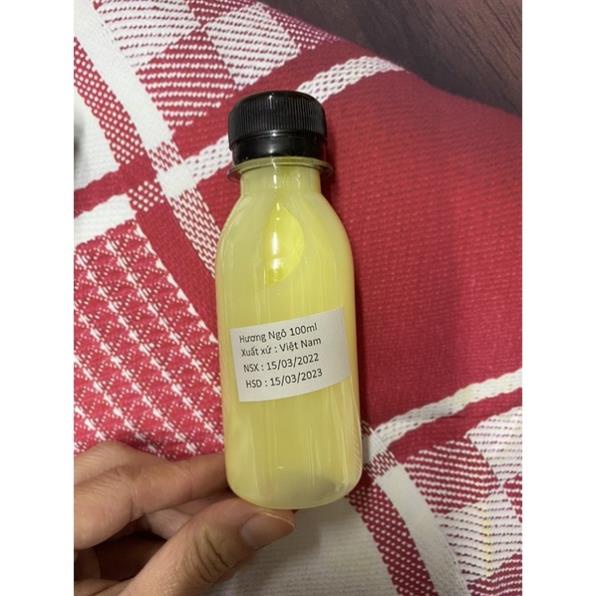 Hương Ngô 100ml
Xuất xứ : Việt Nam
NSX : 15/03/2022
HSD : 15/03/2023